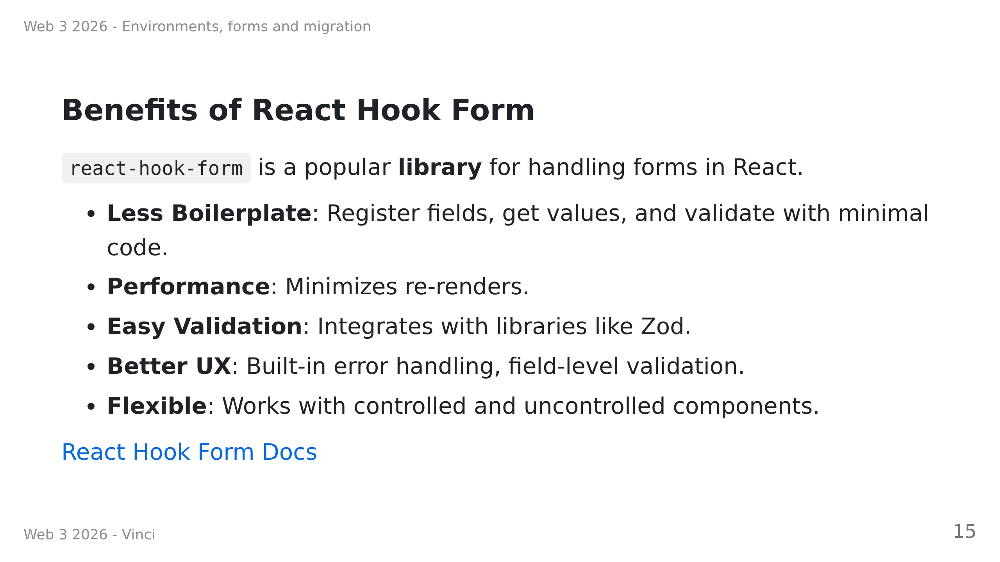 Web 3 2026 - Environments, forms and migration
Benefits of React Hook Form
react-hook-form is a popular library for handling forms in React.
• Less Boilerplate: Register fields, get values, and validate with minimal
code.
• Performance: Minimizes re-renders.
• Easy Validation: Integrates with libraries like Zod.
• Better UX: Built-in error handling, field-level validation.
• Flexible: Works with controlled and uncontrolled components.
React Hook Form Docs
Web 3 2026 - Vinci
15